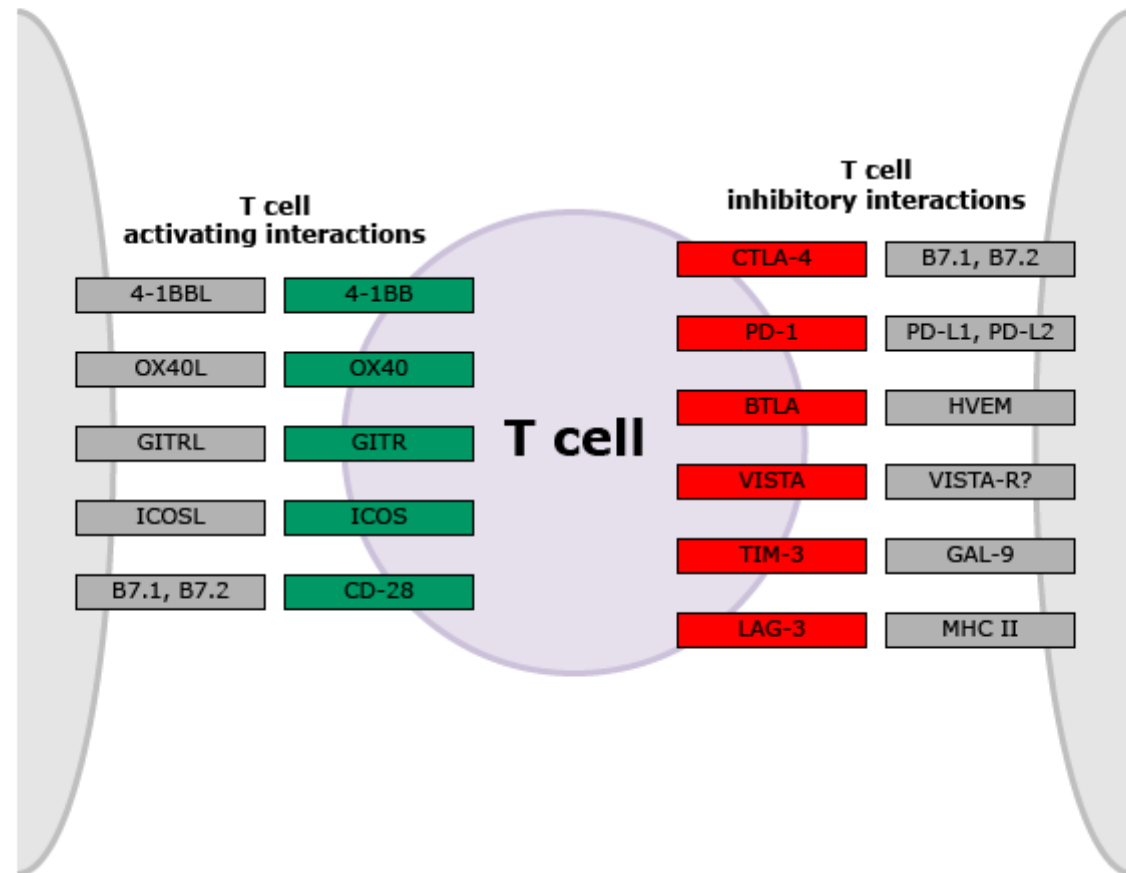 T cell
activating interactions
4-1BBL
4-1BB
OX40L
OX40
GITRL
GITR
ICOSL
ICOS
B7.1, B7.2
CD-28
T cell
T cell
inhibitory interactions
CTLA-4
B7.1, B7.2
PD-1
PD-L1, PD-L2
BTLA
HVEM
VISTA
VISTA-R?
TIM-3
GAL-9
LAG-3
MHC II